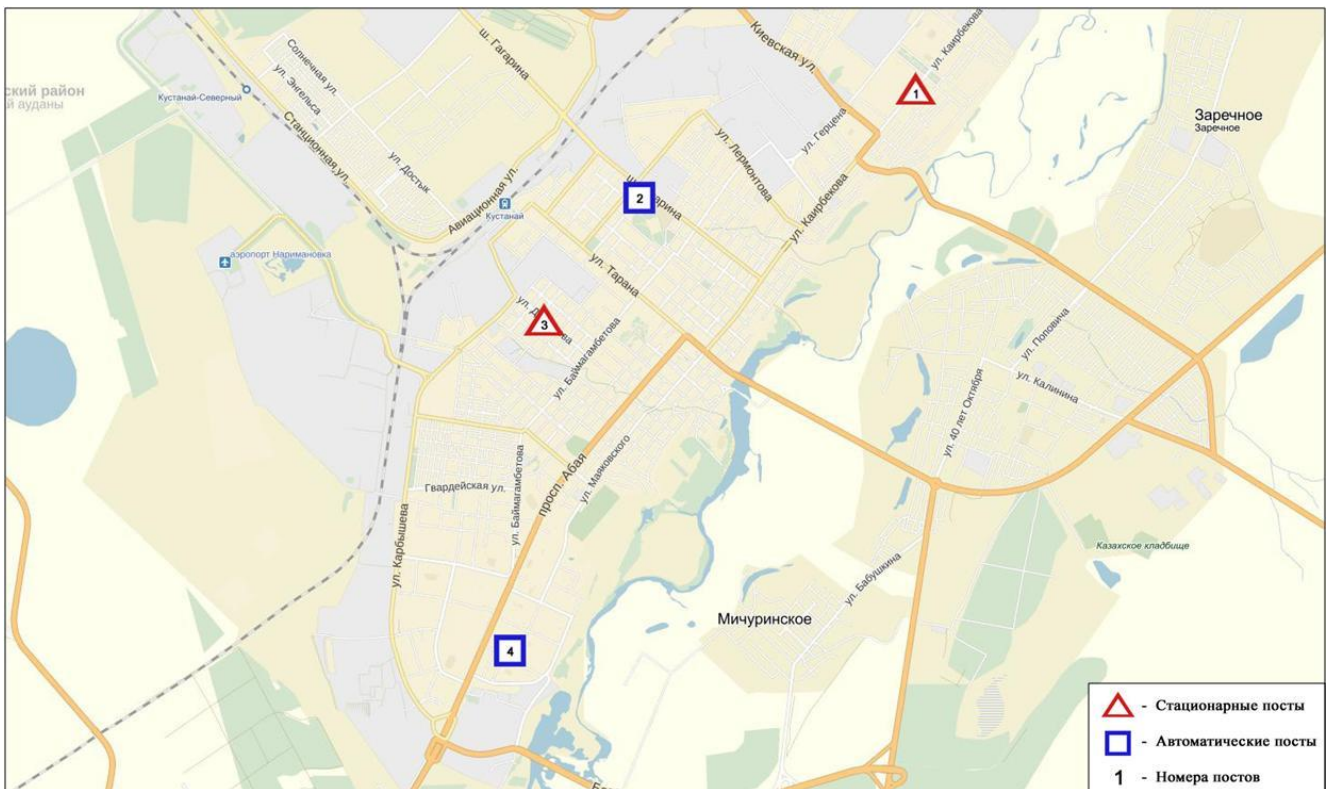 ский район
й ауданы
Кустанай-Северный
Солнечная ул.
ул. Энгельса
Станционная ул.
ул. Достык
ш. Гагарина
Авиационная ул.
Кустанай
аэропорт Наримановка
Киевская ул.
ул. Каирбекова
1
Заречное
Заречное
ул. Герцена
ул. Лермонтова
2
ул. Каирбекова
ул. Тарана
3
ул. Баймагамбетова
ул. Поповича
ул. Калинина
ул. 40 лет Октября
просп. Абая
ул. Маяковского
Гвардейская ул.
ул. Баймагамбетова
ул. Карбышева
Казахское кладбище
ул. Бабушкина
Мичуринское
4
- Стационарные посты
- Автоматические посты
1 - Номера постов